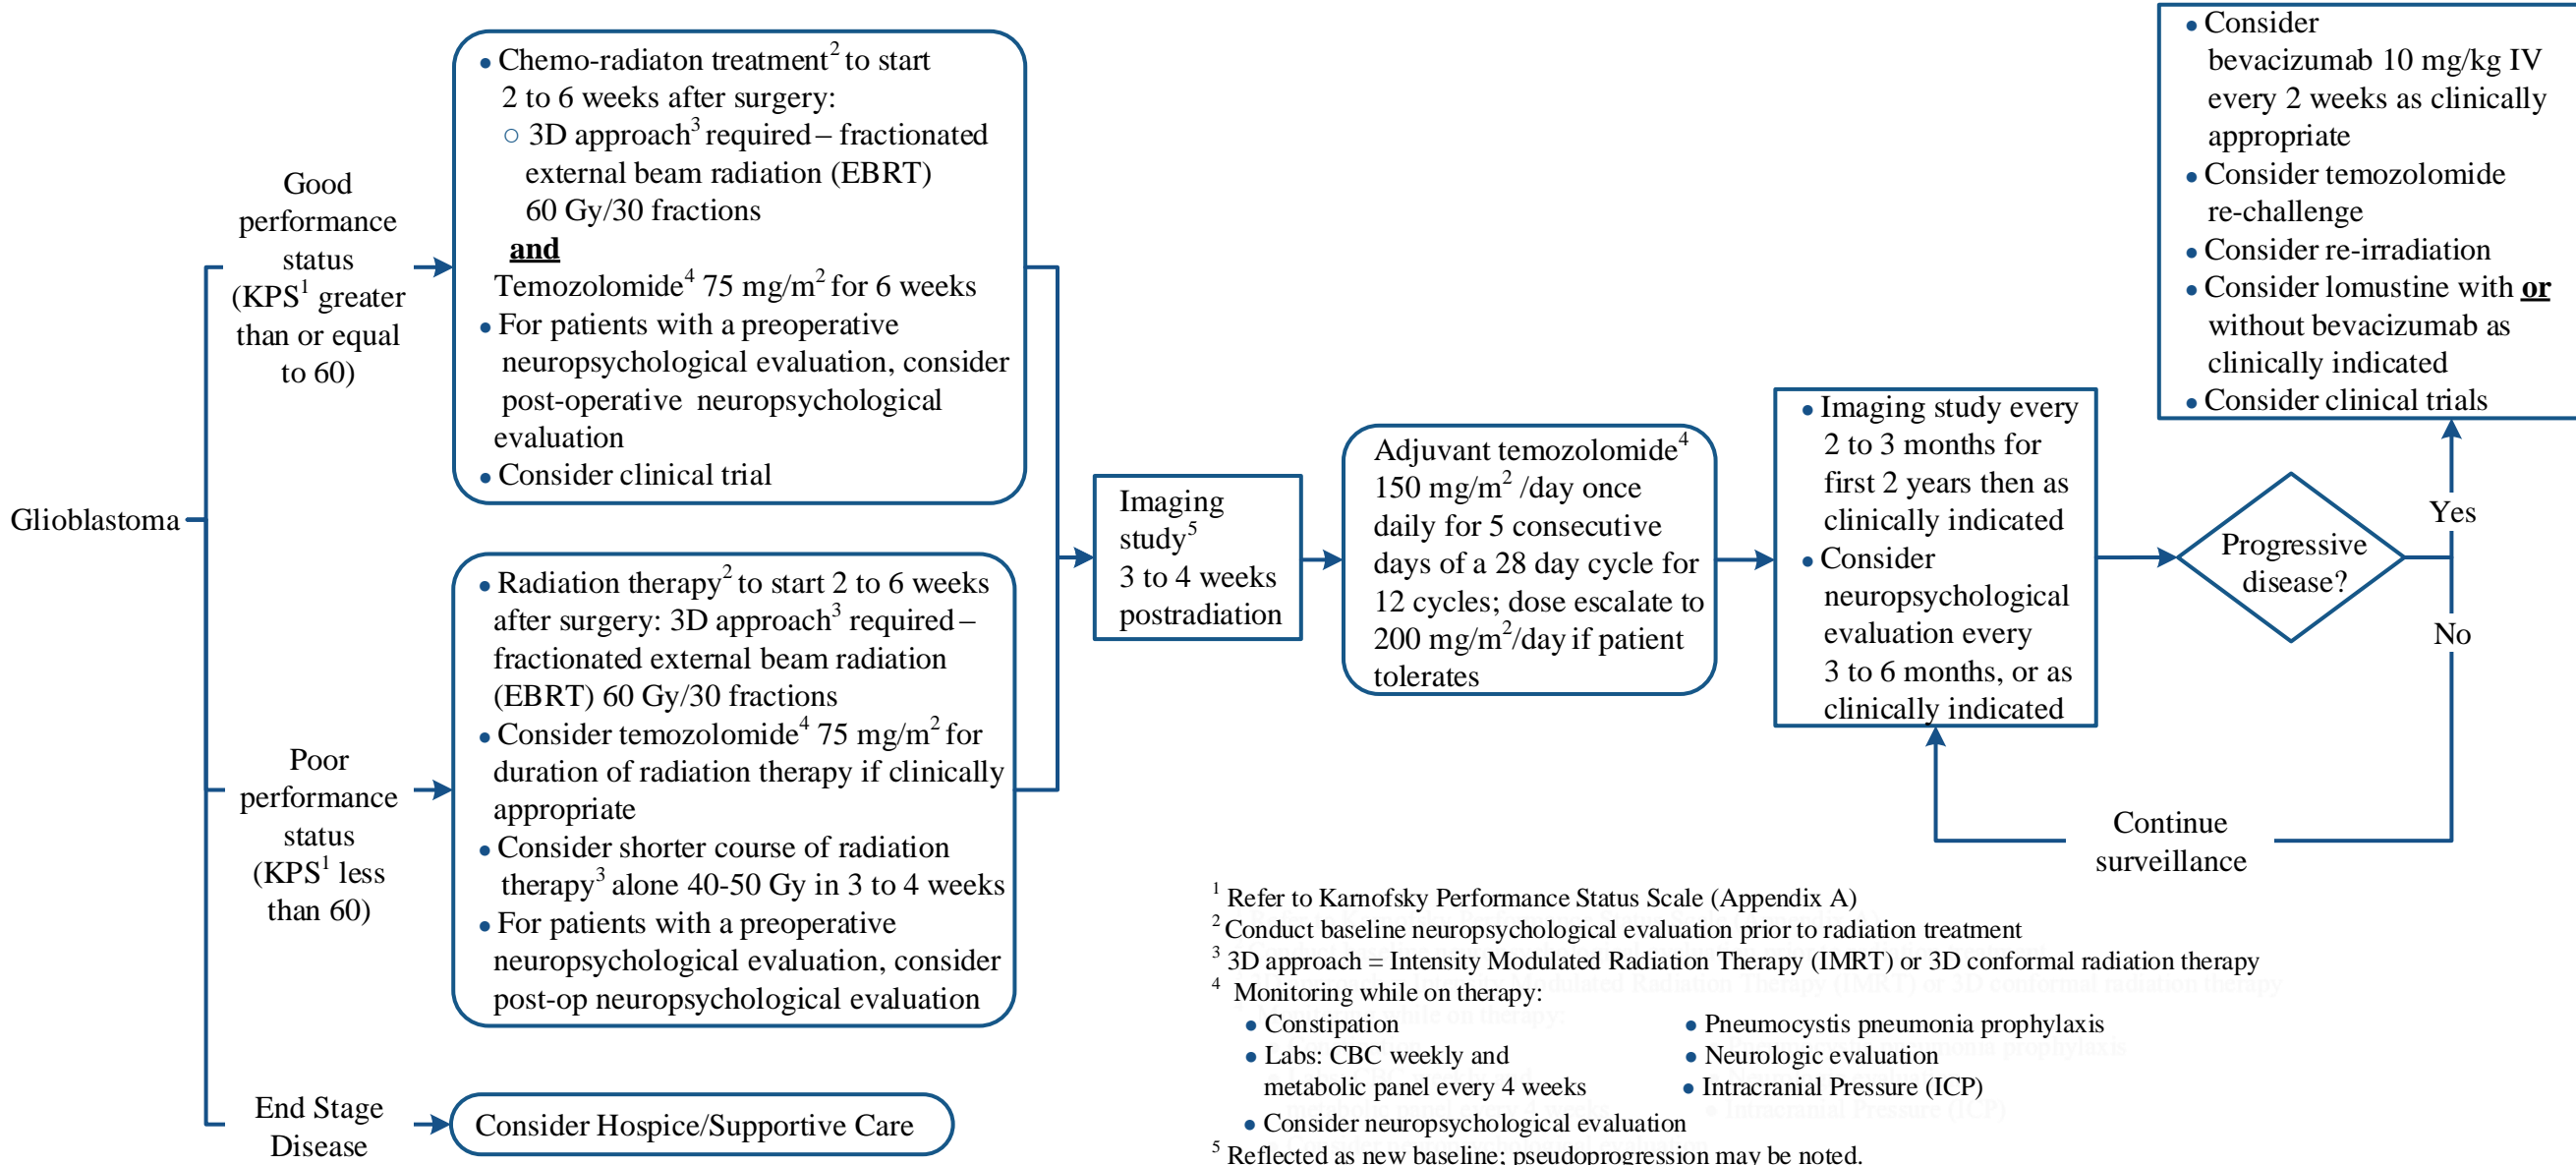 Glioblastoma
Good
performance
status
(KPS¹ greater
than or equal
to 60)
• Chemo-radiaton treatment² to start
2 to 6 weeks after surgery:
○ 3D approach³ required – fractionated
external beam radiation (EBRT)
60 Gy/30 fractions
and
Temozolomide⁴ 75 mg/m² for 6 weeks
• For patients with a preoperative
neuropsychological evaluation, consider
post-operative neuropsychological
evaluation
• Consider clinical trial
Poor
performance
status
(KPS¹ less
than 60)
• Radiation therapy² to start 2 to 6 weeks
after surgery: 3D approach³ required –
fractionated external beam radiation
(EBRT) 60 Gy/30 fractions
• Consider temozolomide⁴ 75 mg/m² for
duration of radiation therapy if clinically
appropriate
• Consider shorter course of radiation
therapy³ alone 40-50 Gy in 3 to 4 weeks
• For patients with a preoperative
neuropsychological evaluation, consider
post-op neuropsychological evaluation
End Stage
Disease
Consider Hospice/Supportive Care
Imaging
study⁵
3 to 4 weeks
postradiation
Adjuvant temozolomide⁴
150 mg/m² /day once
daily for 5 consecutive
days of a 28 day cycle for
12 cycles; dose escalate to
200 mg/m²/day if patient
tolerates
• Imaging study every
2 to 3 months for
first 2 years then as
clinically indicated
• Consider
neuropsychological
evaluation every
3 to 6 months, or as
clinically indicated
Progressive
disease?
Yes
No
Continue
surveillance
• Consider
bevacizumab 10 mg/kg IV
every 2 weeks as clinically
appropriate
• Consider temozolomide
re-challenge
• Consider re-irradiation
• Consider lomustine with or
without bevacizumab as
clinically indicated
• Consider clinical trials
¹ Refer to Karnofsky Performance Status Scale (Appendix A)
² Conduct baseline neuropsychological evaluation prior to radiation treatment
³ 3D approach = Intensity Modulated Radiation Therapy (IMRT) or 3D conformal radiation therapy
⁴ Monitoring while on therapy:
• Constipation
• Labs: CBC weekly and
metabolic panel every 4 weeks
• Consider neuropsychological evaluation
• Pneumocystis pneumonia prophylaxis
• Neurologic evaluation
• Intracranial Pressure (ICP)
⁵ Reflected as new baseline; pseudoprogression may be noted.